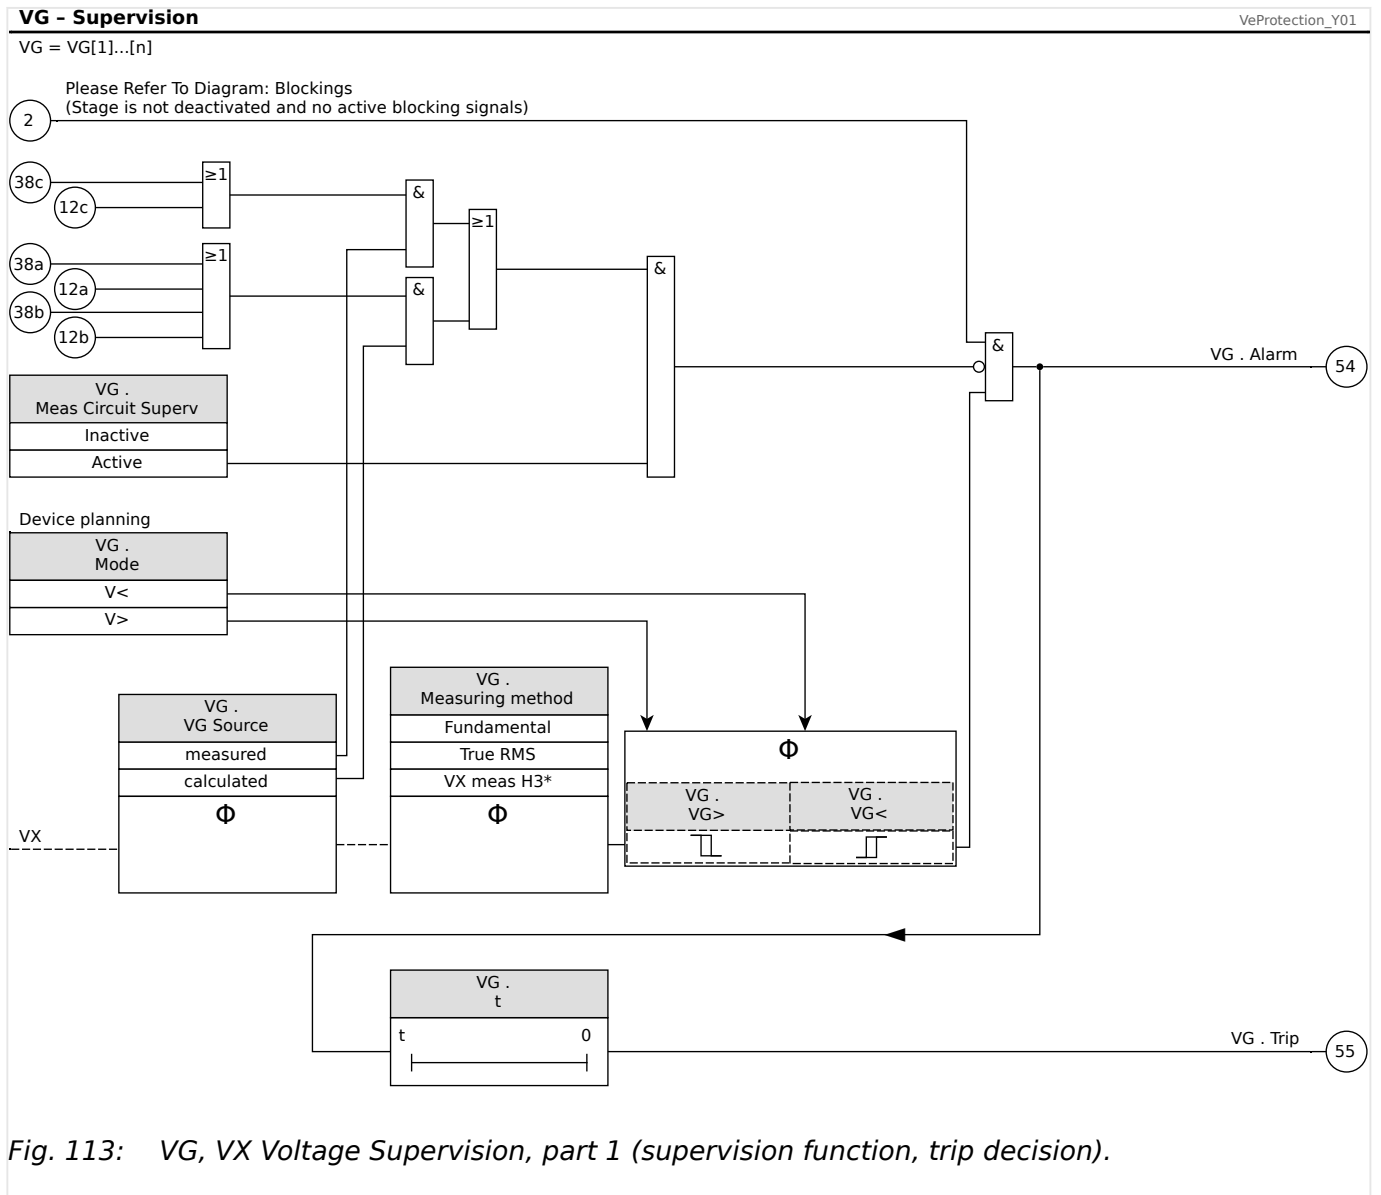 VG – Supervision
VeProtection_Y01
VG = VG[1]...[n]
Please Refer To Diagram: Blockings
(Stage is not deactivated and no active blocking signals)
2
38c
≥1
12c
&
≥1
38a
≥1
12a
&
&
38b
12b
&
VG . Alarm
54
VG .
Meas Circuit Superv
Inactive
Active
Device planning
VG .
Mode
V<
V>
VG .
VG Source
measured
calculated
Φ
VX
VG .
Measuring method
Fundamental
True RMS
VX meas H3*
Φ
Φ
VG .
VG>
VG .
VG<
VG .
t
t
0
VG . Trip
55
Fig. 113: VG, VX Voltage Supervision, part 1 (supervision function, trip decision).